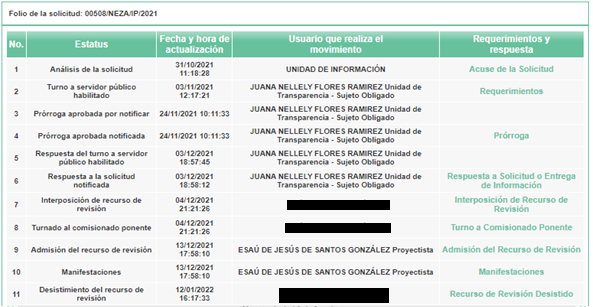 Folio de la solicitud: 00508/NEZA/IP/2021
No. Estatus Fecha y hora de actualización Usuario que realiza el movimiento Requerimientos y respuesta
1 Análisis de la solicitud 31/10/2021 11:18:28 UNIDAD DE INFORMACIÓN Acuse de la Solicitud
2 Turno a servidor público habilitado 03/11/2021 12:17:21 JUANA NELLELY FLORES RAMIREZ Unidad de Transparencia - Sujeto Obligado Requerimientos
3 Prórroga aprobada por notificar 24/11/2021 10:11:33 JUANA NELLELY FLORES RAMIREZ Unidad de Transparencia - Sujeto Obligado
4 Prórroga aprobada notificada 24/11/2021 10:11:33 JUANA NELLELY FLORES RAMIREZ Unidad de Transparencia - Sujeto Obligado Prórroga
5 Respuesta del turno a servidor público habilitado 03/12/2021 18:57:45 JUANA NELLELY FLORES RAMIREZ Unidad de Transparencia - Sujeto Obligado
6 Respuesta a la solicitud notificada 03/12/2021 18:58:12 JUANA NELLELY FLORES RAMIREZ Unidad de Transparencia - Sujeto Obligado Respuesta a Solicitud o Entrega de Información
7 Interposición de recurso de revisión 04/12/2021 21:21:26 Interposición de Recurso de Revisión
8 Turnado al comisionado ponente 04/12/2021 21:21:26 Turno a Comisionado Ponente
9 Admisión del recurso de revisión 13/12/2021 17:58:10 ESAÚ DE JESÚS DE SANTOS GONZÁLEZ Proyectista Admisión del Recurso de Revisión
10 Manifestaciones 13/12/2021 17:58:10 ESAÚ DE JESÚS DE SANTOS GONZÁLEZ Proyectista Manifestaciones
11 Desistimiento del recurso de revisión 12/01/2022 16:17:33 Recurso de Revisión Desistido